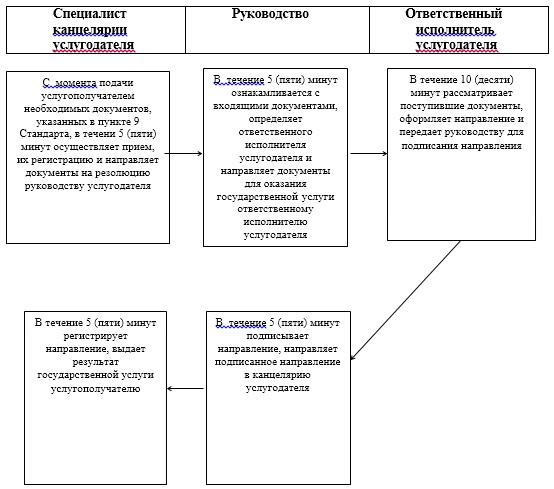 Специалист
канцелярии
услугодателя
Руководство
Ответственный
исполнитель
услугодателя
С момента подачи
услугополучателем
необходимых документов,
указанных в пункте 9
Стандарта, в течени 5 (пяти)
минут осуществляет прием,
их регистрацию и направляет
документы на резолюцию
руководству услугодателя
В течение 5 (пяти) минут
ознакамливается с
входящими документами,
определяет
ответственного
исполнителя
услугодателя и
направляет документы
для оказания
государственной услуги
ответственному
исполнителю
услугодателя
В течение 10 (десяти)
минут рассматривает
поступившие документы,
оформляет направление и
передает руководству для
подписания направления
В течение 5 (пяти) минут
регистрирует
направление, выдает
результат
государственной услуги
услугополучателю
В течение 5 (пяти) минут
подписывает
направление, направляет
подписанное направление
в канцелярию
услугодателя